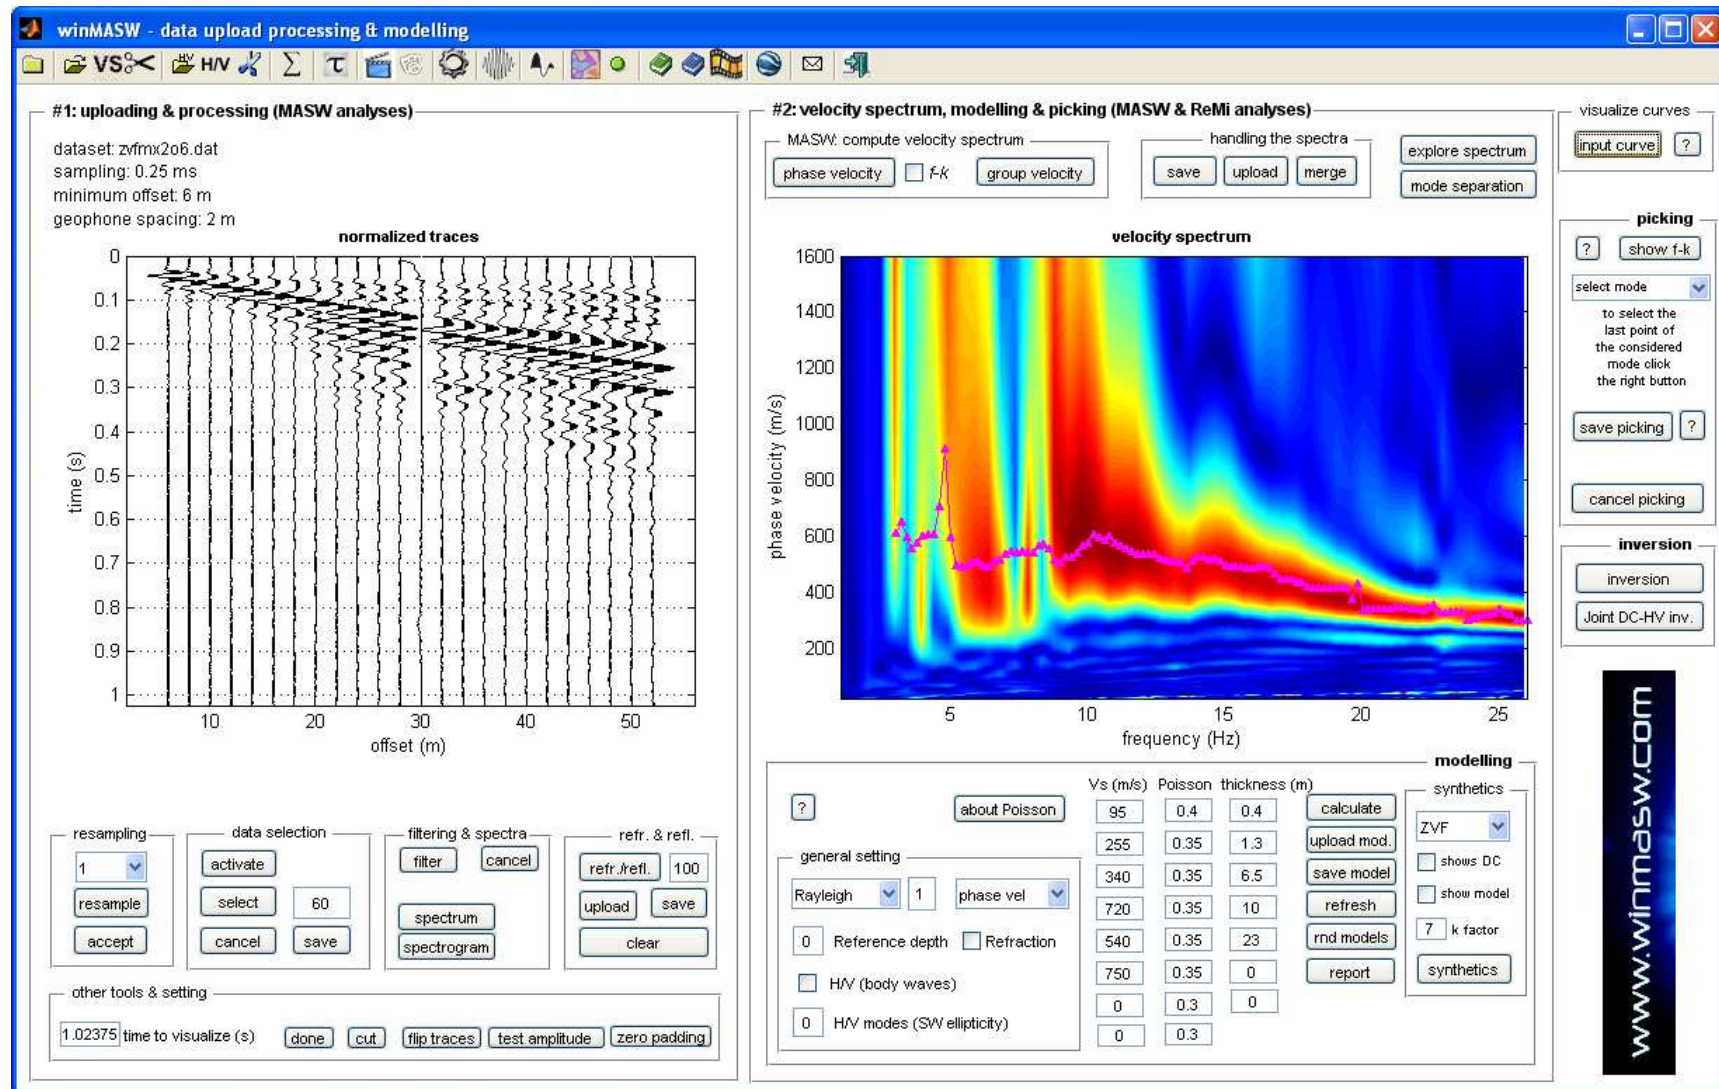 winMASW - data upload processing & modelling
VS
HV H/V
Σ
τ
#1: uploading & processing (MASW analyses)
dataset: zvfmx2o6.dat
sampling: 0.25 ms
minimum offset: 6 m
geophone spacing: 2 m
normalized traces
0
0.1
0.2
0.3
0.4
0.5
0.6
0.7
0.8
0.9
1
time (s)
10 20 30 40 50
offset (m)
resampling
1
resample
accept
data selection
activate
select 60
cancel save
filtering & spectra
filter cancel
spectrum
spectrogram
refr. & refl.
refr./refl. 100
upload save
clear
other tools & setting
1.02375 time to visualize (s) done cut flip traces test amplitude zero padding
#2: velocity spectrum, modelling & picking (MASW & ReMi analyses)
MASW: compute velocity spectrum
phase velocity f-k group velocity
handling the spectra
save upload merge
explore spectrum
mode separation
velocity spectrum
1600
1400
1200
1000
800
600
400
200
phase velocity (m/s)
5 10 15 20 25
frequency (Hz)
modelling
? about Poisson
general setting
Rayleigh 1 phase vel
0 Reference depth Refraction
H/V (body waves)
0 H/V modes (SW ellipticity)
Vs (m/s) Poisson thickness (m)
95 0.4 0.4
255 0.35 1.3
340 0.35 6.5
720 0.35 10
540 0.35 23
750 0.35 0
0 0.3 0
0 0.3
calculate
upload mod.
save model
refresh
rnd models
report
synthetics
ZVF
shows DC
show model
7 k factor
synthetics
visualize curves
input curve ?
picking
? show f-k
select mode
to select the
last point of
the considered
mode click
the right button
save picking ?
cancel picking
inversion
inversion
Joint DC-HV inv.
www.winmasw.com